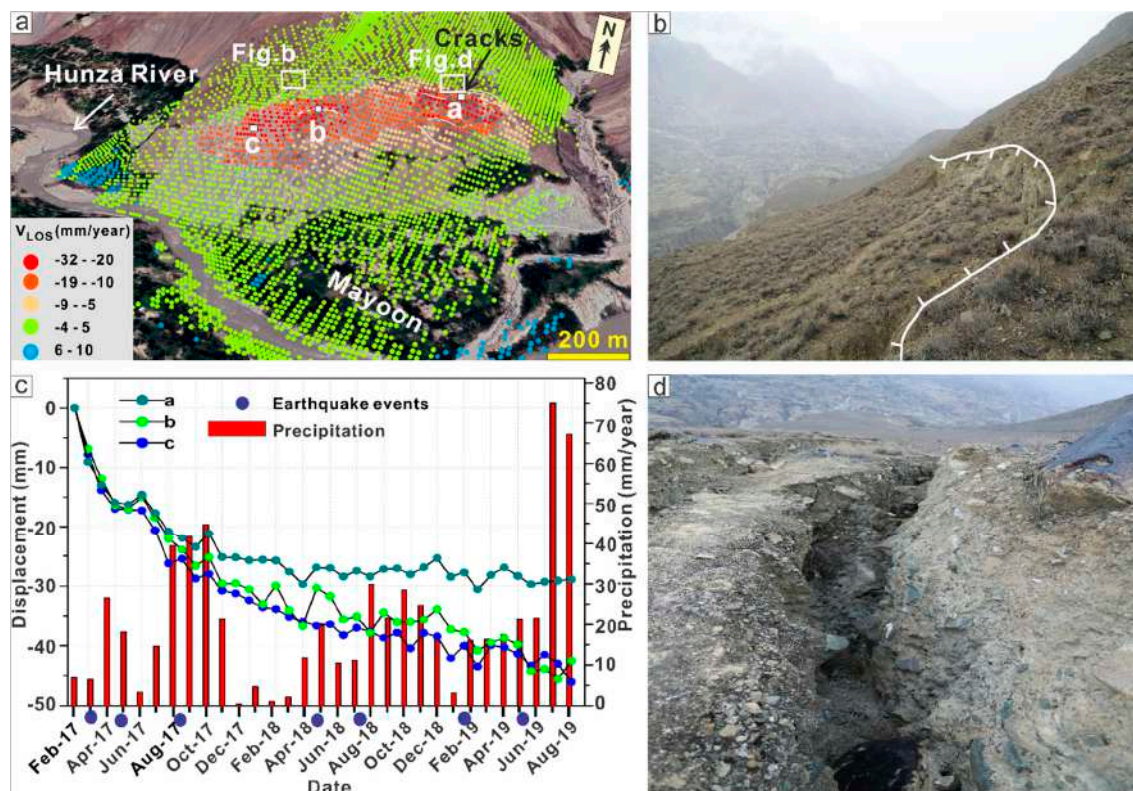 a
N
Cracks
Fig.b
Fig.d
Hunza River
a
b
c
V_LOS (mm/year)
-32 - -20
-19 - -10
-9 - -5
-4 - 5
6 - 10
Mayoon
200 m
b
c
a
b
c
Earthquake events
Precipitation
Displacement (mm)
0
-10
-20
-30
-40
-50
80
70
60
50
40
30
20
10
0
Precipitation (mm/year)
Feb-17
Apr-17
Jun-17
Aug-17
Oct-17
Dec-17
Feb-18
Apr-18
Jun-18
Aug-18
Oct-18
Dec-18
Feb-19
Apr-19
Jun-19
Aug-19
Date
d